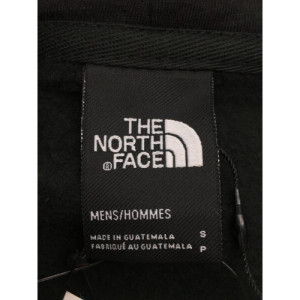 THE
NORTH
FACE
®
MENS/HOMMES
MADE IN GUATEMALA S
FABRIQUÉ AU GUATEMALA P